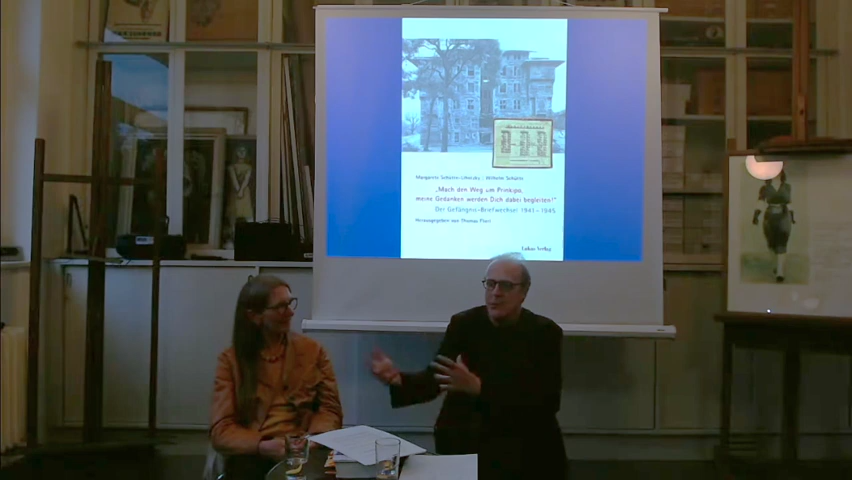 Margarete Schütte-Lihotzky | Wilhelm Schütte
„Mach den Weg um Prinkipo,
meine Gedanken werden Dich dabei begleiten!"
Der Gefängnis-Briefwechsel 1941–1945
Herausgegeben von Thomas Flierl
Lukas Verlag